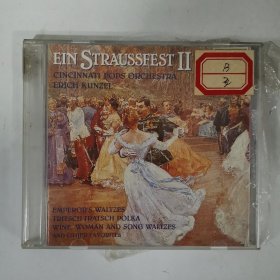 EIN STRAUSSFEST II
CINCINNATI POPS ORCHESTRA
ERICH KUNZEL
EMPEROR'S WALTZES
TRITSCH-TRATSCH POLKA
WINE, WOMAN AND SONG WALTZES
AND OTHER FAVORITES